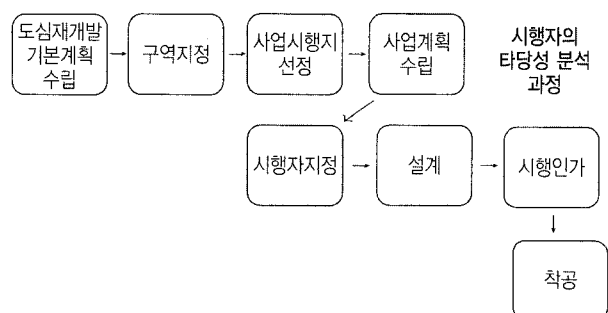 도심재개발
기본계획
수립
구역지정
사업시행지
선정
사업계획
수립
시행자의
타당성 분석
과정
시행자지정
설계
시행인가
착공